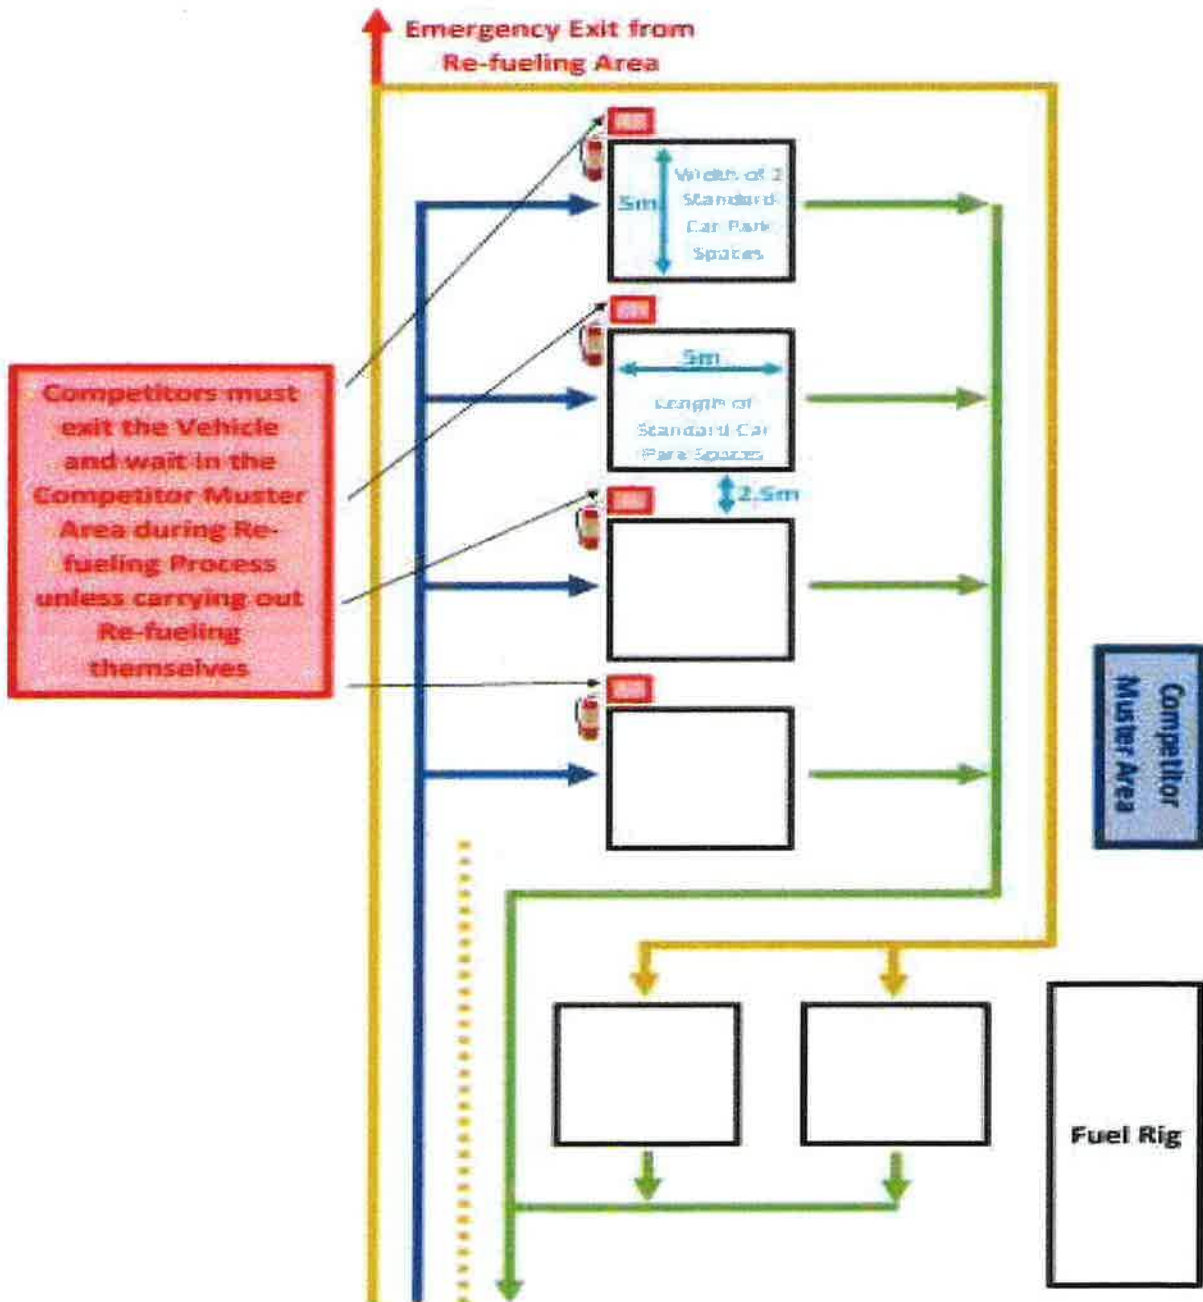 Emergency Exit from
Re-fueling Area
5m
Width of 2
Standard
Car Park
Spaces
Competitors must
exit the Vehicle
and wait in the
Competitor Muster
Area during Re-
fueling Process
unless carrying out
Re-fueling
themselves
5m
Length of
Standard Car
Park Spaces
2.5m
Competitor
Muster Area
Fuel Rig